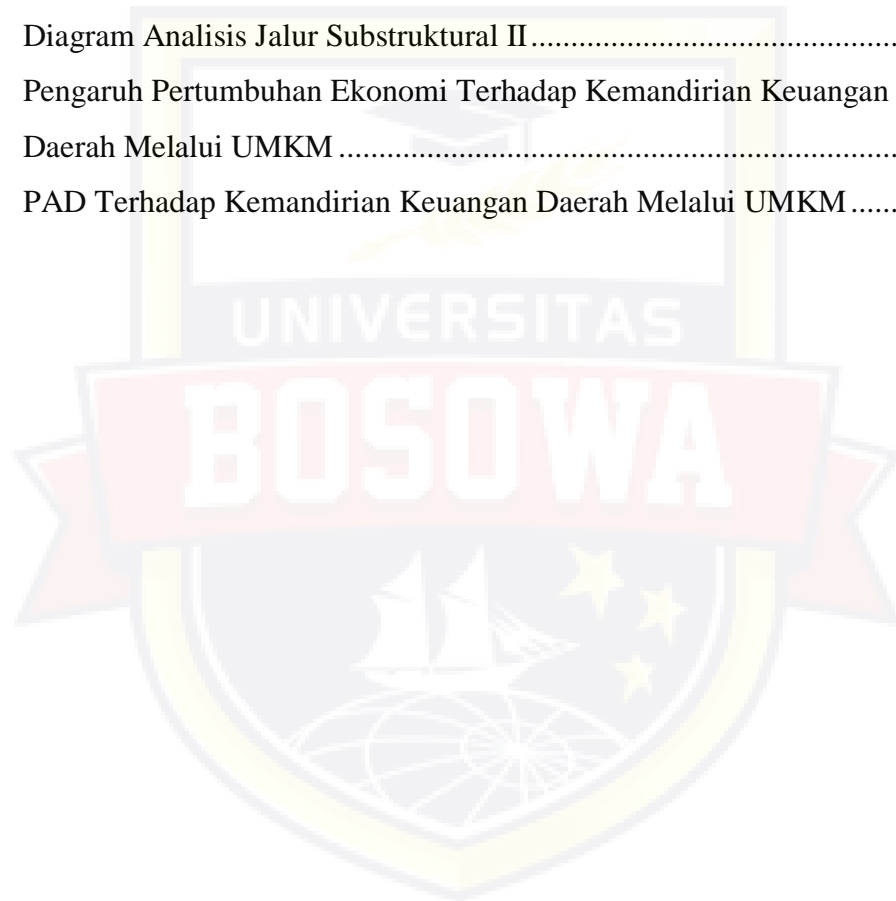 Diagram Analisis Jalur Substruktural II..............................................
Pengaruh Pertumbuhan Ekonomi Terhadap Kemandirian Keuangan
Daerah Melalui UMKM......................................................................
PAD Terhadap Kemandirian Keuangan Daerah Melalui UMKM......
UNIVERSITAS
BOSOWA